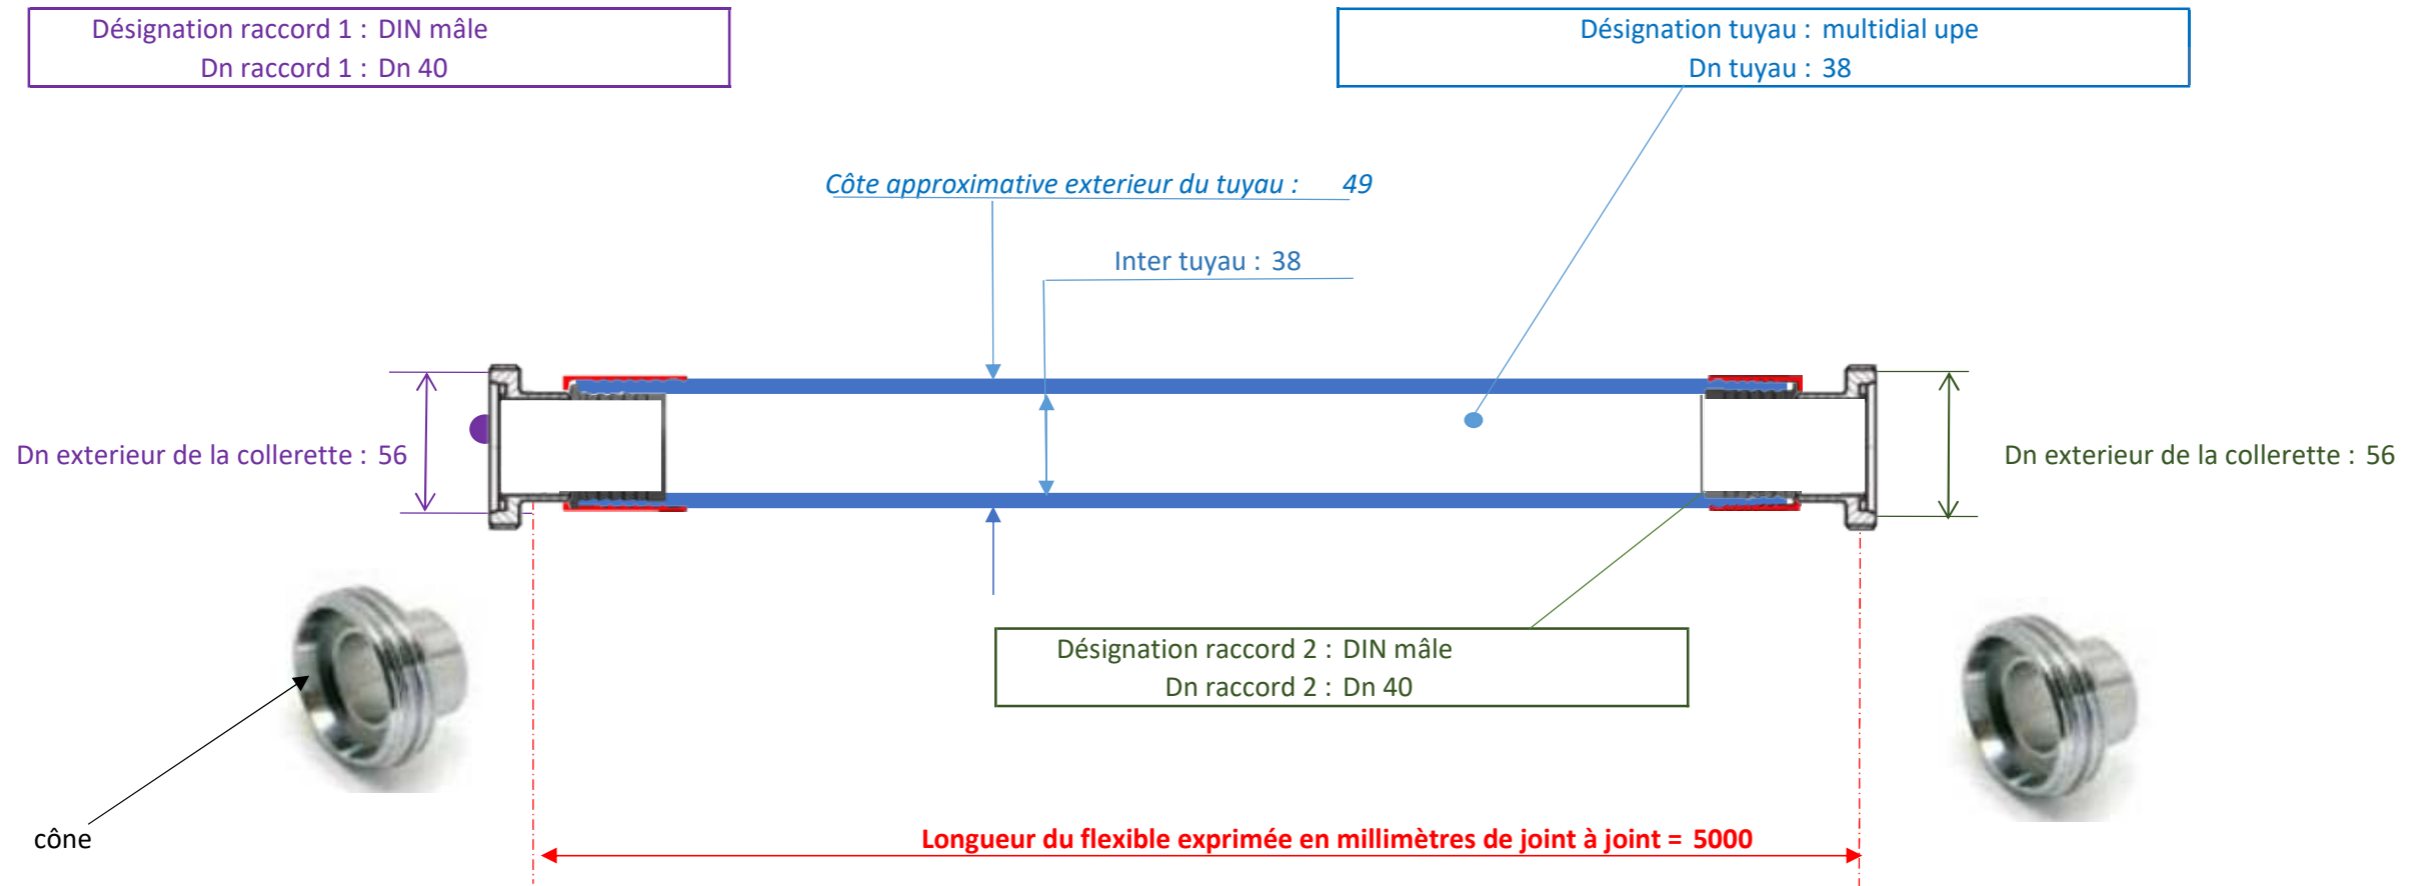 Désignation raccord 1 : DIN mâle
Dn raccord 1 : Dn 40
Désignation tuyau : multidial upe
Dn tuyau : 38
Côte approximative exterieur du tuyau : 49
Inter tuyau : 38
Dn exterieur de la collerette : 56
Dn exterieur de la collerette : 56
Désignation raccord 2 : DIN mâle
Dn raccord 2 : Dn 40
cône
Longueur du flexible exprimée en millimètres de joint à joint = 5000